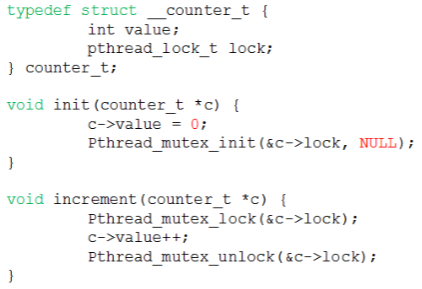 typedef struct __counter_t {
        int value;
        pthread_lock_t lock;
} counter_t;

void init(counter_t *c) {
        c->value = 0;
        Pthread_mutex_init(&c->lock, NULL);
}

void increment(counter_t *c) {
        Pthread_mutex_lock(&c->lock);
        c->value++;
        Pthread_mutex_unlock(&c->lock);
}